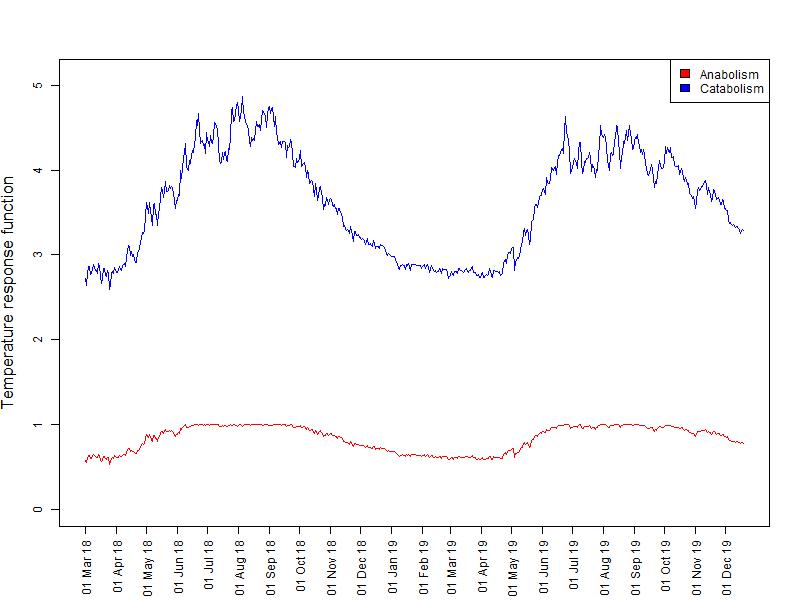 Anabolism
Catabolism
Temperature response function
5
4
3
2
1
0
01 Mar 18
01 Apr 18
01 May 18
01 Jun 18
01 Jul 18
01 Aug 18
01 Sep 18
01 Oct 18
01 Nov 18
01 Dec 18
01 Jan 19
01 Feb 19
01 Mar 19
01 Apr 19
01 May 19
01 Jun 19
01 Jul 19
01 Aug 19
01 Sep 19
01 Oct 19
01 Nov 19
01 Dec 19